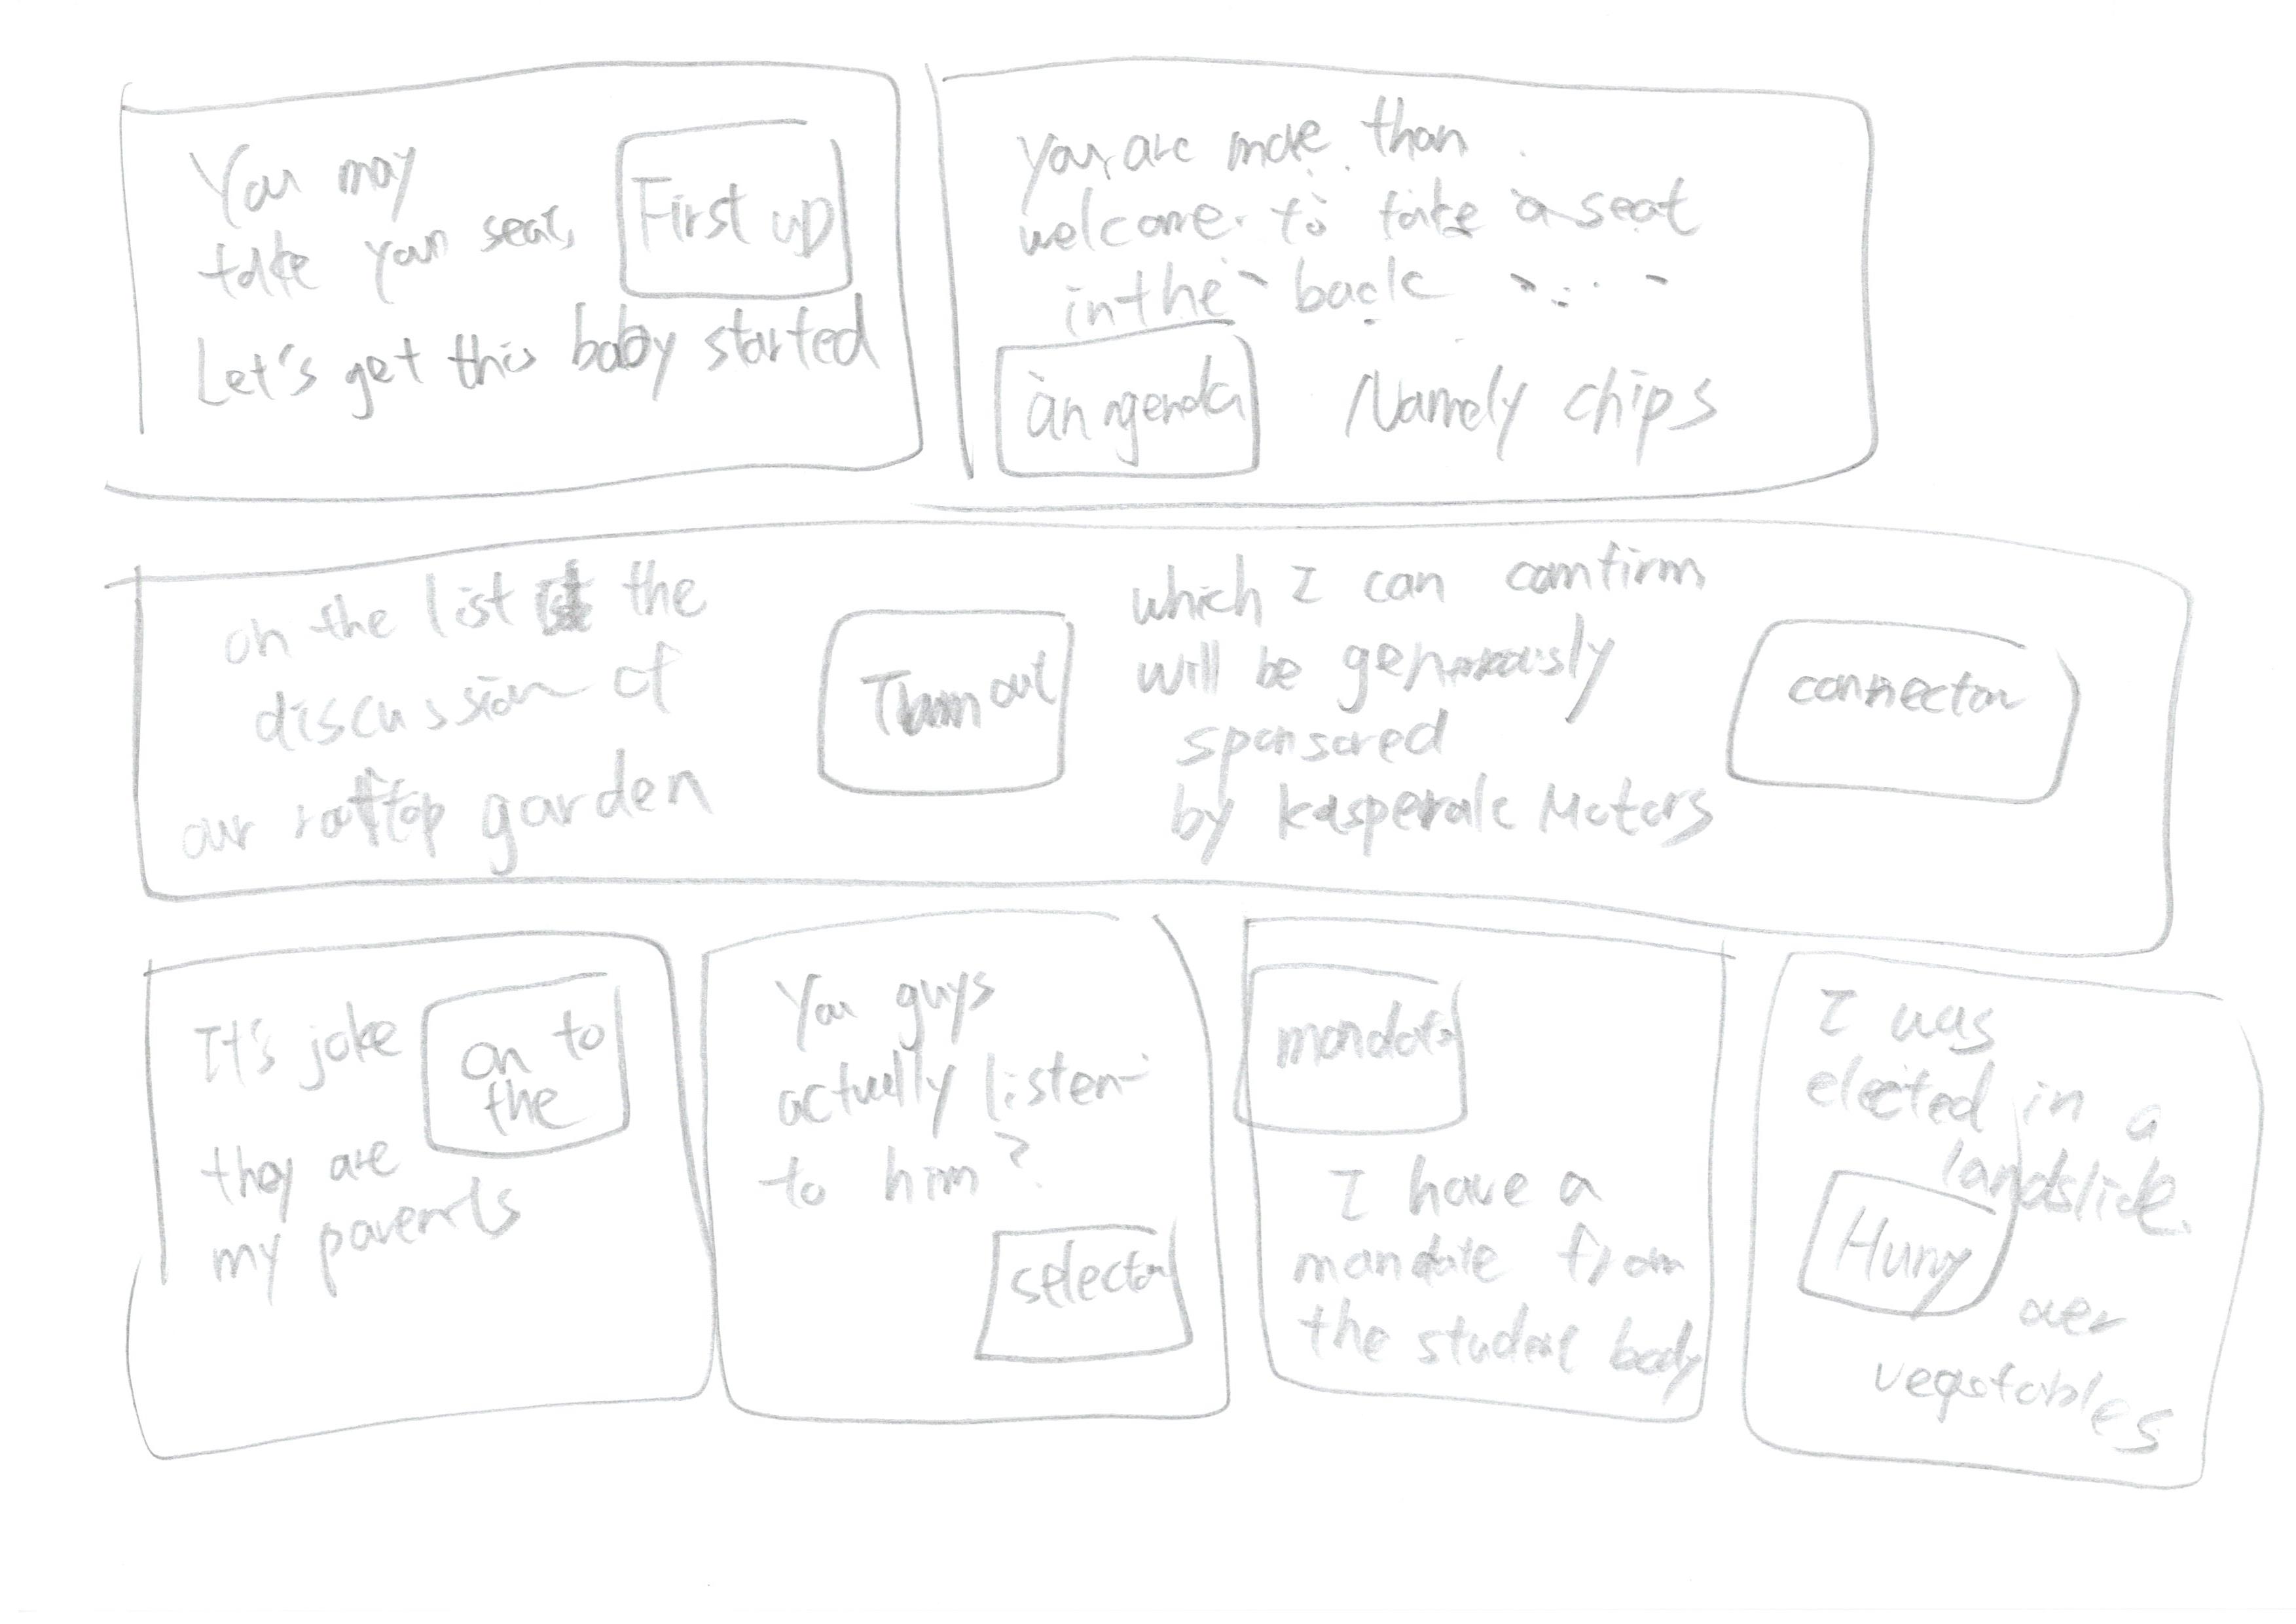 You may
take your seat,
First up
Let's get this baby started
You are more than
welcome. to take a seat
in the back
an agenda
Namely chips
on the list the
discussion of
our rooftop garden
Turn out
which I can comfirm
will be generously
sponsored
by kasperale Motors
connector
It's joke
on to
the
they are
my parents
You guys
actually listen
to him?
selector
mandate
I have a
mandate from
the student body
I was
elected in a
landslide.
Hurry
over
vegetables